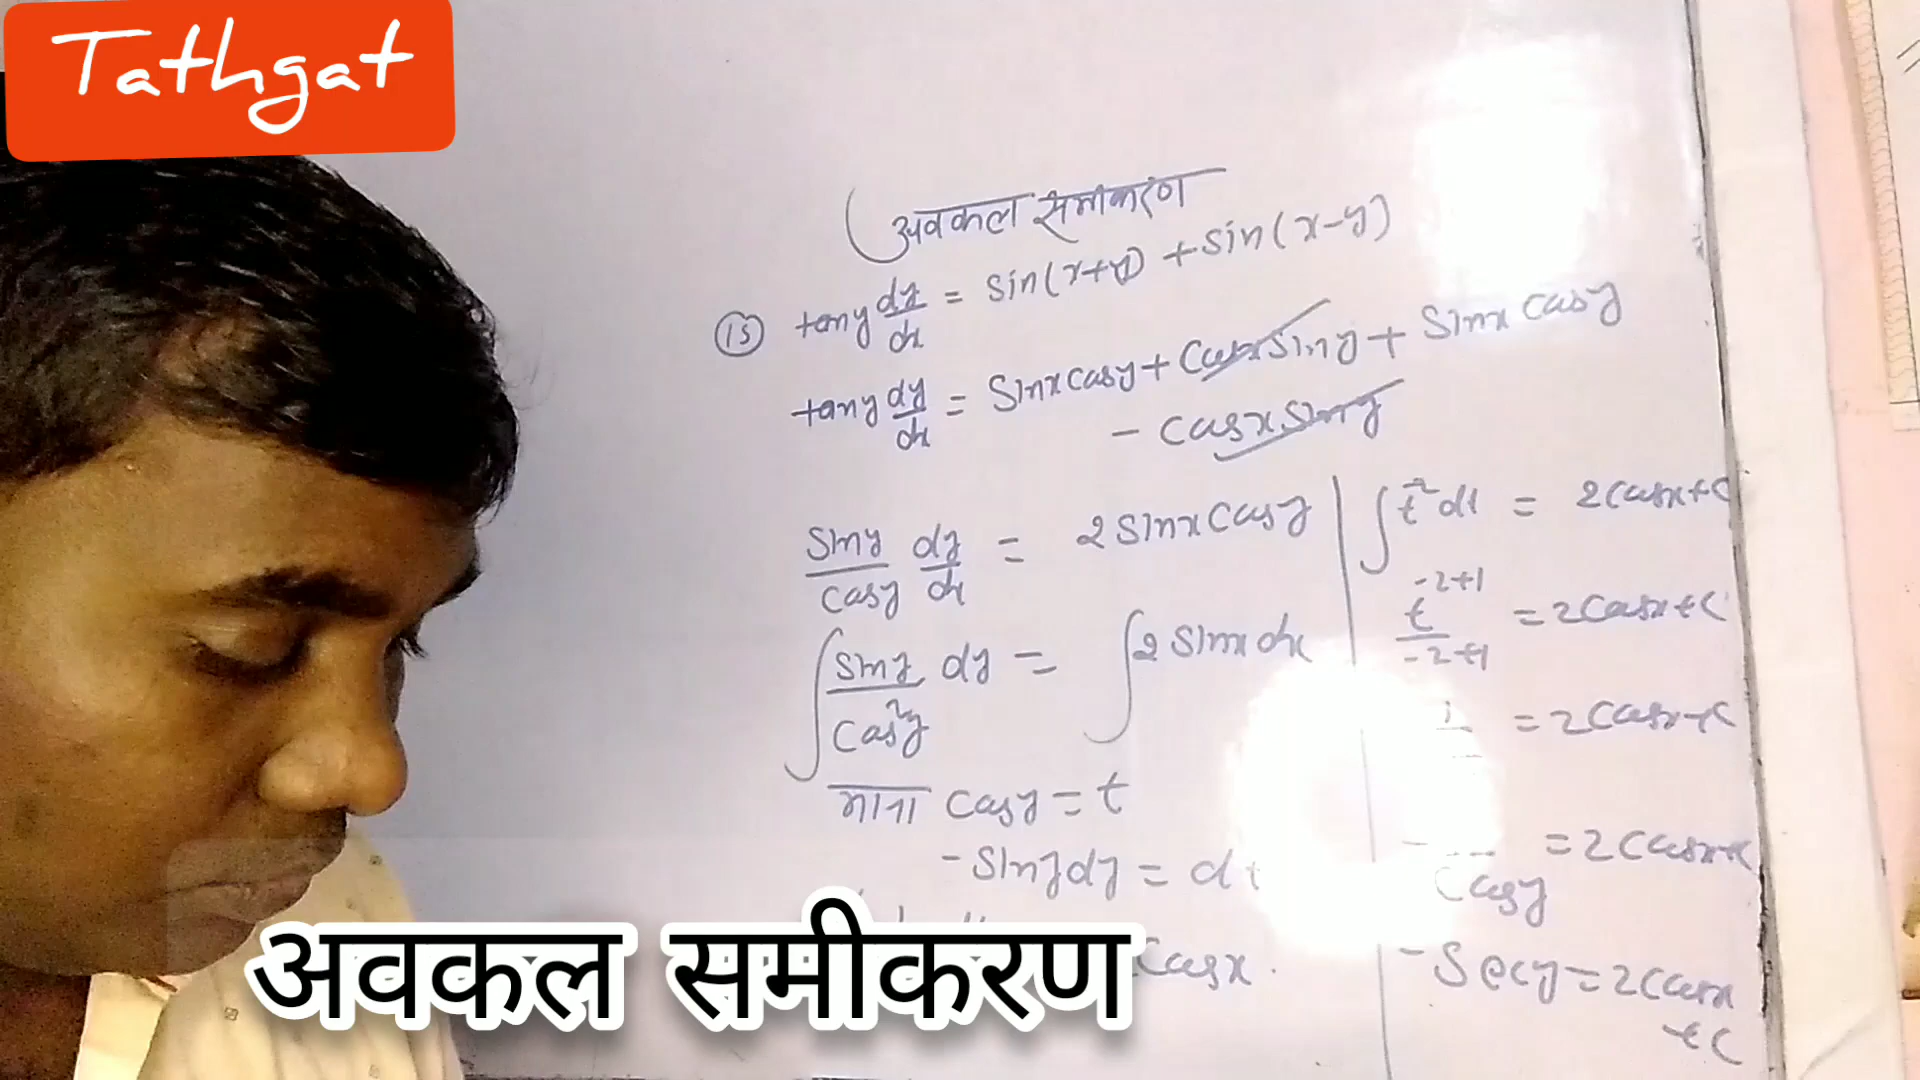 Tathgat
अवकल समीकरण
(15) tany dy/dx = sin(x+y) + sin(x-y)
tany dy/dx = sinx cosy + cosx siny + sinx cosy
- cosx siny
siny/cosy dy/dx = 2 sinx cosy
∫ siny/cos²y dy = ∫ 2 sinx dx
माना cosy = t
- siny dy = dt
cosx
∫ t⁻² dt = 2cosx+c
t^(-2+1)/(-2+1) = 2cosx+c
= 2cosx+c
cosy = 2cosx+c
- secy = 2cosx
+c
अवकल समीकरण